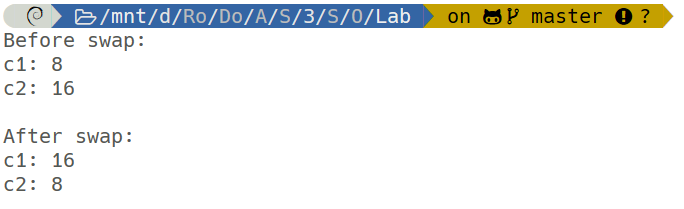 /mnt/d/Ro/Do/A/S/3/S/O/Lab on master ?
Before swap:
c1: 8
c2: 16
After swap:
c1: 16
c2: 8